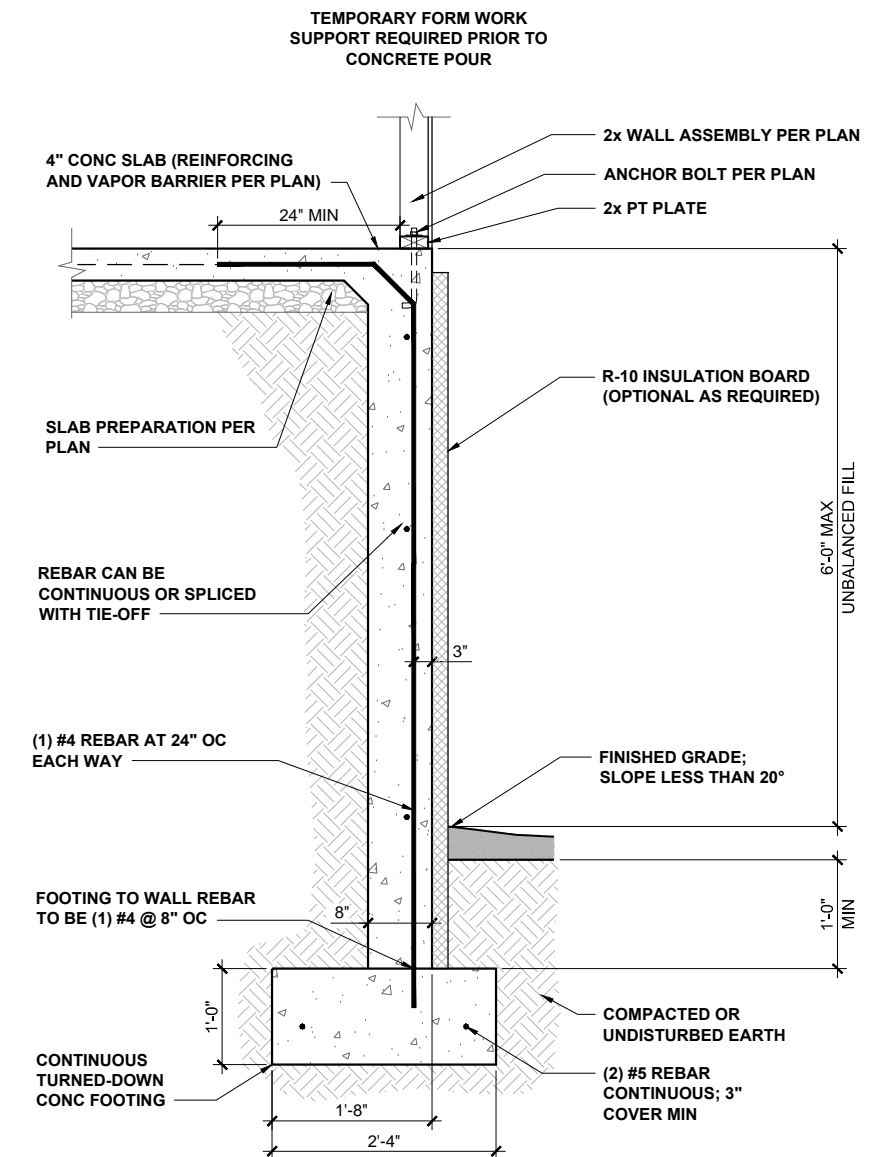 TEMPORARY FORM WORK
SUPPORT REQUIRED PRIOR TO
CONCRETE POUR
2x WALL ASSEMBLY PER PLAN
4" CONC SLAB (REINFORCING
AND VAPOR BARRIER PER PLAN)
ANCHOR BOLT PER PLAN
2x PT PLATE
24" MIN
R-10 INSULATION BOARD
(OPTIONAL AS REQUIRED)
SLAB PREPARATION PER
PLAN
6'-0" MAX
UNBALANCED FILL
REBAR CAN BE
CONTINUOUS OR SPLICED
WITH TIE-OFF
3"
(1) #4 REBAR AT 24" OC
EACH WAY
FINISHED GRADE;
SLOPE LESS THAN 20°
FOOTING TO WALL REBAR
TO BE (1) #4 @ 8" OC
8"
1'-0"
MIN
1'-0"
COMPACTED OR
UNDISTURBED EARTH
CONTINUOUS
TURNED-DOWN
CONC FOOTING
(2) #5 REBAR
CONTINUOUS; 3"
COVER MIN
1'-8"
2'-4"